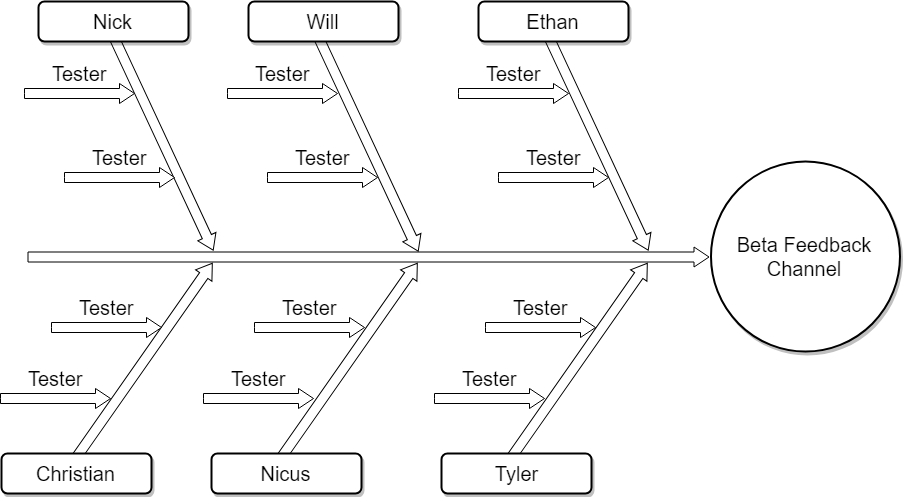 Nick
Will
Ethan
Tester
Tester
Tester
Tester
Tester
Tester
Beta Feedback
Channel
Tester
Tester
Tester
Tester
Tester
Tester
Christian
Nicus
Tyler